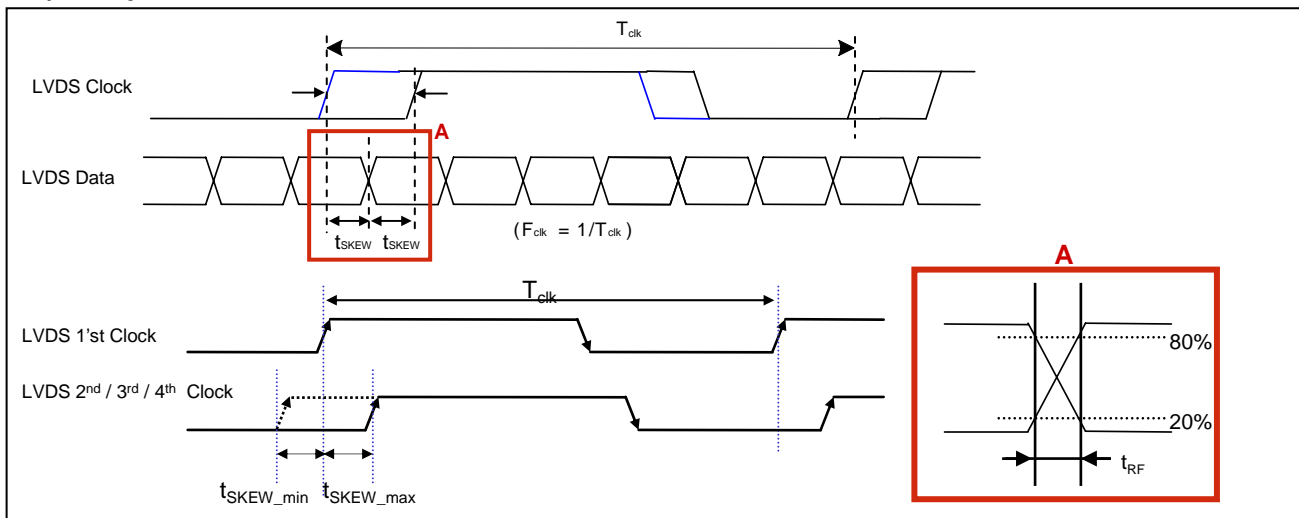 Tclk
LVDS Clock
A
LVDS Data
tSKEW tSKEW
(Fclk = 1/Tclk)
A
Tclk
LVDS 1'st Clock
80%
LVDS 2nd / 3rd / 4th Clock
20%
tRF
tSKEW_min tSKEW_max